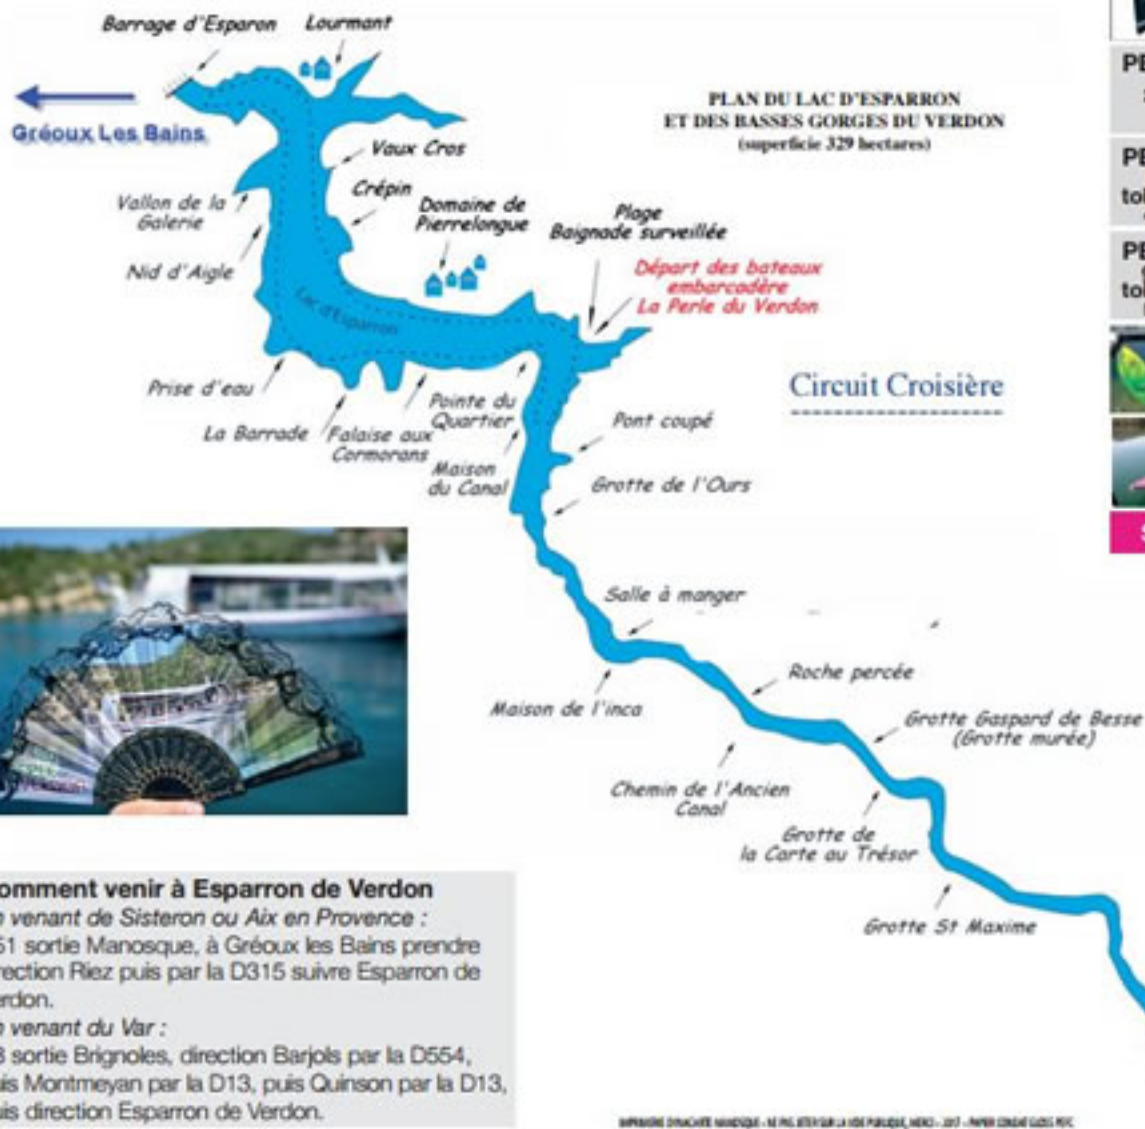 Barrage d'Esparon
Lourmant
Gréoux Les Bains
PLAN DU LAC D'ESPARRON
ET DES BASSES GORGES DU VERDON
(superficie 329 hectares)
Vaux Cros
Crépin
Vallon de la
Galerie
Domaine de
Pierrelongue
Plage
Baignade surveillée
Nid d'Aigle
Départ des bateaux
embarcadère
La Perle du Verdon
Lac d'Esparron
Circuit Croisière
Prise d'eau
La Barrade
Falaise aux
Cormorans
Pointe du
Quartier
Maison
du Canal
Pont coupé
Grotte de l'Ours
Salle à manger
Maison de l'inca
Roche percée
Grotte Gaspard de Besse
(Grotte murée)
Chemin de l'Ancien
Canal
Grotte de
la Carte au Trésor
Grotte St Maxime
omment venir à Esparron de Verdon
n venant de Sisteron ou Aix en Provence :
51 sortie Manosque, à Gréoux les Bains prendre
rection Riez puis par la D315 suivre Esparron de
erdon.
n venant du Var :
8 sortie Brignoles, direction Barjols par la D554,
uis Montmeyan par la D13, puis Quinson par la D13,
uis direction Esparron de Verdon.